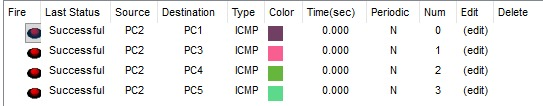 Fire Last Status Source Destination Type Color Time(sec) Periodic Num Edit Delete
Successful PC2 PC1 ICMP 0.000 N 0 (edit)
Successful PC2 PC3 ICMP 0.000 N 1 (edit)
Successful PC2 PC4 ICMP 0.000 N 2 (edit)
Successful PC2 PC5 ICMP 0.000 N 3 (edit)